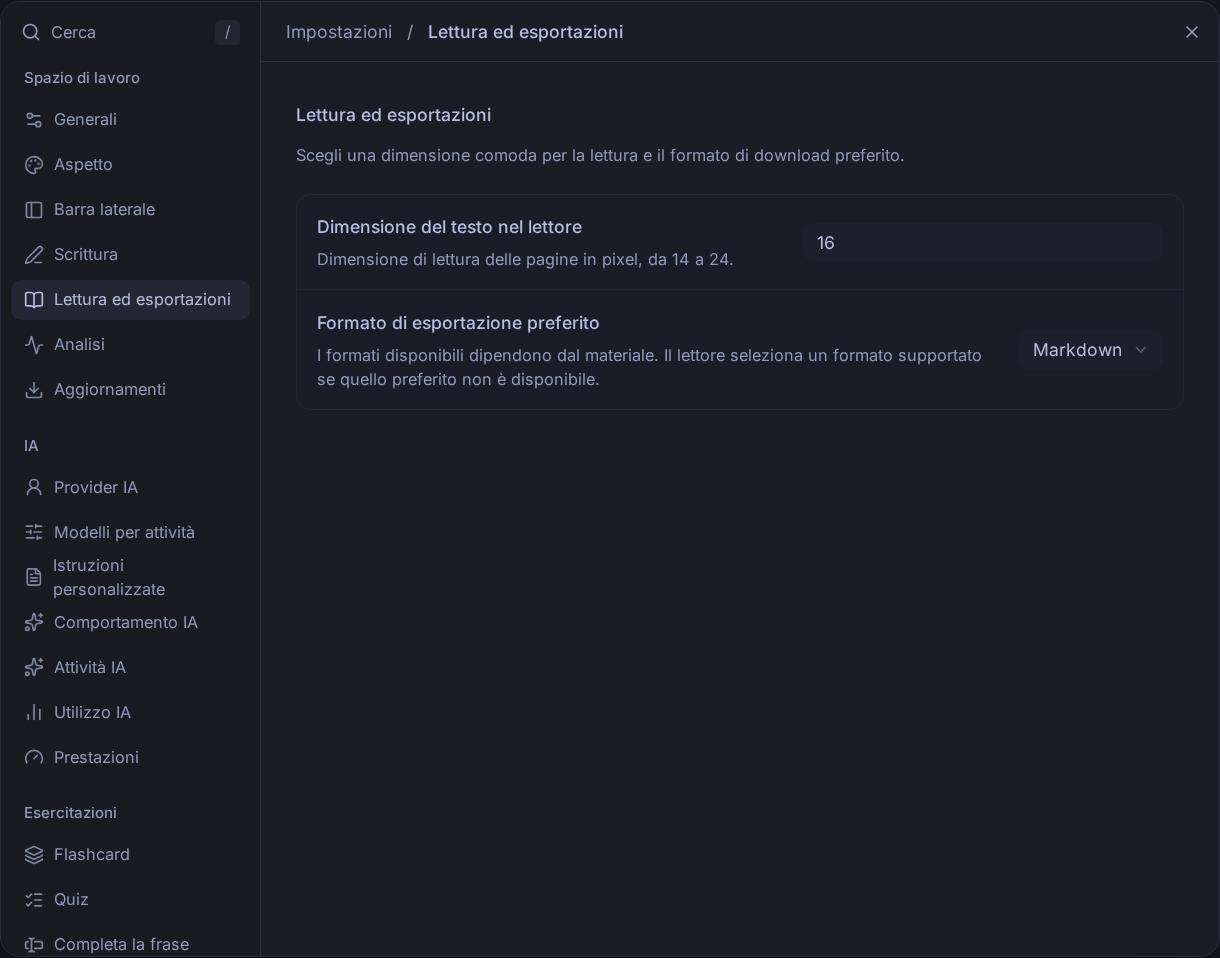 Cerca
/
Spazio di lavoro
Generali
Aspetto
Barra laterale
Scrittura
Lettura ed esportazioni
Analisi
Aggiornamenti
IA
Provider IA
Modelli per attività
Istruzioni
personalizzate
Comportamento IA
Attività IA
Utilizzo IA
Prestazioni
Esercitazioni
Flashcard
Quiz
Completa la frase
Impostazioni / Lettura ed esportazioni
Lettura ed esportazioni
Scegli una dimensione comoda per la lettura e il formato di download preferito.
Dimensione del testo nel lettore
Dimensione di lettura delle pagine in pixel, da 14 a 24.
16
Formato di esportazione preferito
I formati disponibili dipendono dal materiale. Il lettore seleziona un formato supportato
se quello preferito non è disponibile.
Markdown